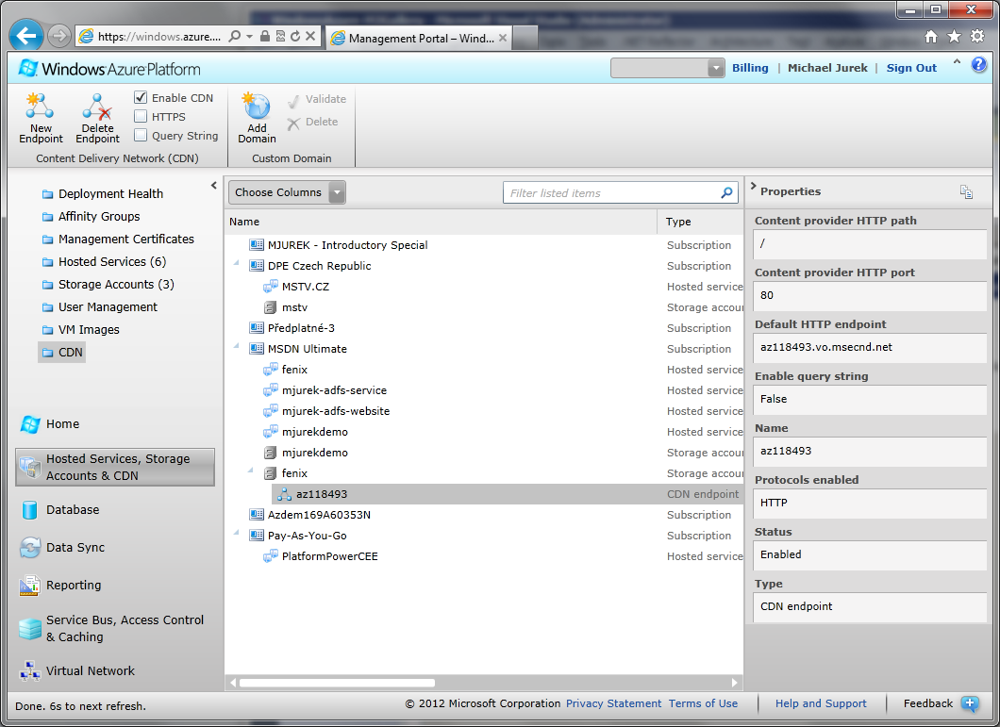 https://windows.azure....
Management Portal – Wind...
WindowsAzurePlatform
Billing | Michael Jurek | Sign Out
New Endpoint
Delete Endpoint
Enable CDN
HTTPS
Query String
Content Delivery Network (CDN)
Add Domain
Validate
Delete
Custom Domain
Deployment Health
Affinity Groups
Management Certificates
Hosted Services (6)
Storage Accounts (3)
User Management
VM Images
CDN
Home
Hosted Services, Storage
Accounts & CDN
Database
Data Sync
Reporting
Service Bus, Access Control
& Caching
Virtual Network
Choose Columns
Filter listed items
Name Type
MJUREK - Introductory Special Subscription
DPE Czech Republic Subscription
MSTV.CZ Hosted service
mstv Storage accou
Předplatné-3 Subscription
MSDN Ultimate Subscription
fenix Hosted service
mjurek-adfs-service Hosted service
mjurek-adfs-website Hosted service
mjurekdemo Hosted service
mjurekdemo Storage accou
fenix Storage accou
az118493 CDN endpoint
Azdem169A60353N Subscription
Pay-As-You-Go Subscription
PlatformPowerCEE Hosted service
Properties
Content provider HTTP path
/
Content provider HTTP port
80
Default HTTP endpoint
az118493.vo.msecnd.net
Enable query string
False
Name
az118493
Protocols enabled
HTTP
Status
Enabled
Type
CDN endpoint
Done. 6s to next refresh.
© 2012 Microsoft Corporation Privacy Statement Terms of Use
Help and Support
Feedback